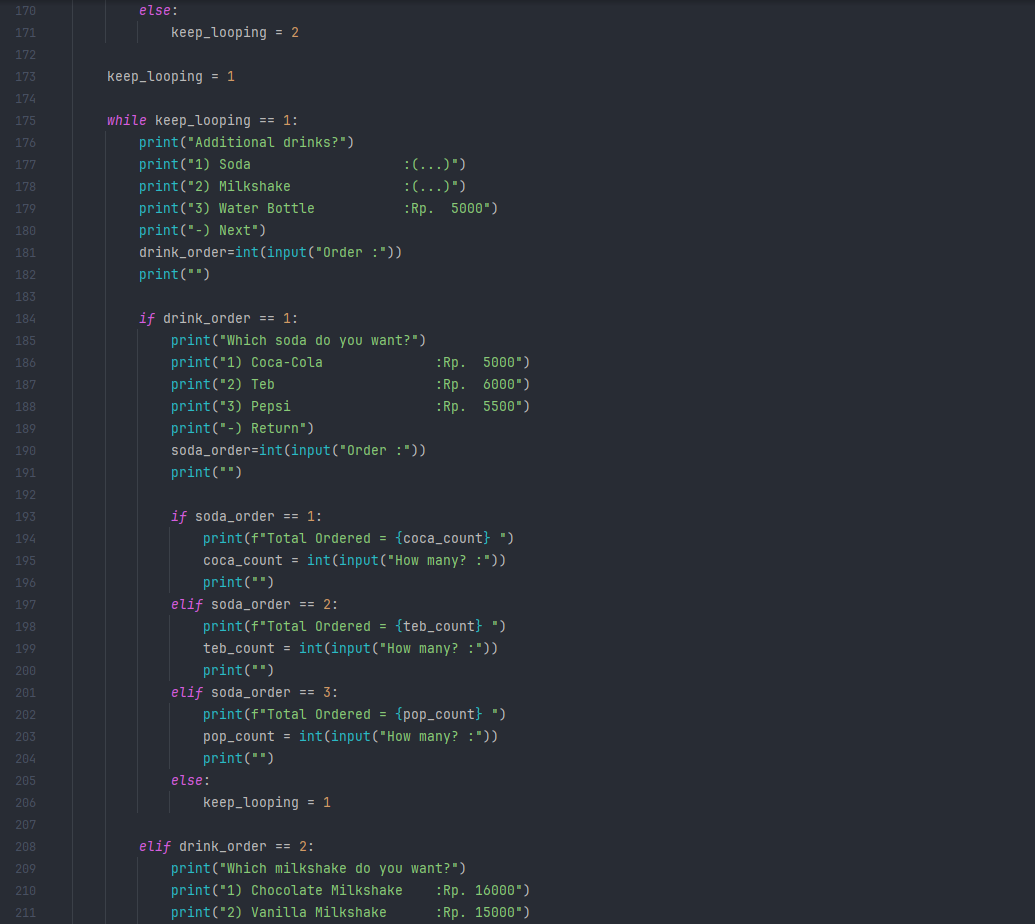 170 else:
171 keep_looping = 2
172
173 keep_looping = 1
174
175 while keep_looping == 1:
176 print("Additional drinks?")
177 print("1) Soda                   :(...)")
178 print("2) Milkshake              :(...)")
179 print("3) Water Bottle           :Rp.  5000")
180 print("-) Next")
181 drink_order=int(input("Order :"))
182 print("")
183
184 if drink_order == 1:
185 print("Which soda do you want?")
186 print("1) Coca-Cola              :Rp.  5000")
187 print("2) Teb                    :Rp.  6000")
188 print("3) Pepsi                  :Rp.  5500")
189 print("-) Return")
190 soda_order=int(input("Order :"))
191 print("")
192
193 if soda_order == 1:
194 print(f"Total Ordered = {coca_count} ")
195 coca_count = int(input("How many? :"))
196 print("")
197 elif soda_order == 2:
198 print(f"Total Ordered = {teb_count} ")
199 teb_count = int(input("How many? :"))
200 print("")
201 elif soda_order == 3:
202 print(f"Total Ordered = {pop_count} ")
203 pop_count = int(input("How many? :"))
204 print("")
205 else:
206 keep_looping = 1
207
208 elif drink_order == 2:
209 print("Which milkshake do you want?")
210 print("1) Chocolate Milkshake    :Rp. 16000")
211 print("2) Vanilla Milkshake      :Rp. 15000")